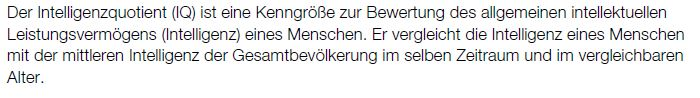 Der Intelligenzquotient (IQ) ist eine Kenngröße zur Bewertung des allgemeinen intellektuellen
Leistungsvermögens (Intelligenz) eines Menschen. Er vergleicht die Intelligenz eines Menschen
mit der mittleren Intelligenz der Gesamtbevölkerung im selben Zeitraum und im vergleichbaren
Alter.